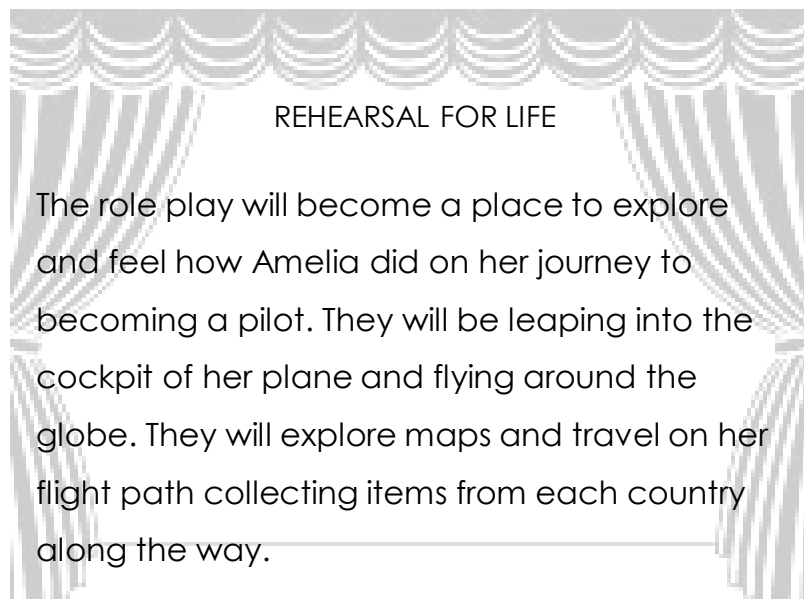 REHEARSAL FOR LIFE
The role play will become a place to explore
and feel how Amelia did on her journey to
becoming a pilot. They will be leaping into the
cockpit of her plane and flying around the
globe. They will explore maps and travel on her
flight path collecting items from each country
along the way.